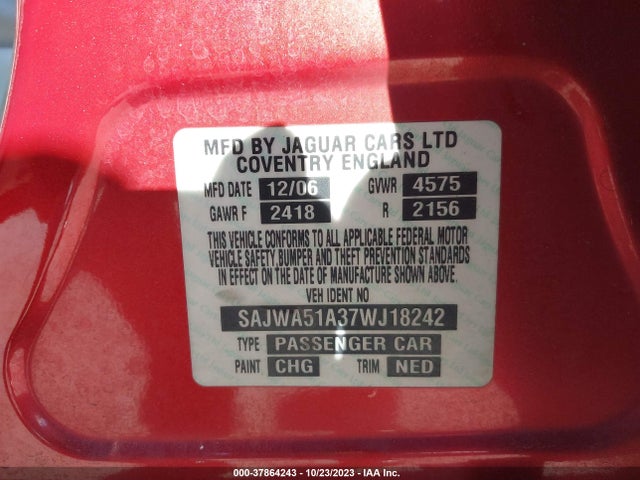 MFD BY JAGUAR CARS LTD
COVENTRY ENGLAND
MFD DATE 12/06 GVWR 4575
GAWR F 2418 R 2156
THIS VEHICLE CONFORMS TO ALL APPLICABLE FEDERAL MOTOR
VEHICLE SAFETY,BUMPER AND THEFT PREVENTION STANDARDS
IN EFFECT ON THE DATE OF MANUFACTURE SHOWN ABOVE.
VEH IDENT NO
SAJWA51A37WJ18242
TYPE PASSENGER CAR
PAINT CHG TRIM NED
000-37864243 - 10/23/2023 - IAA Inc.